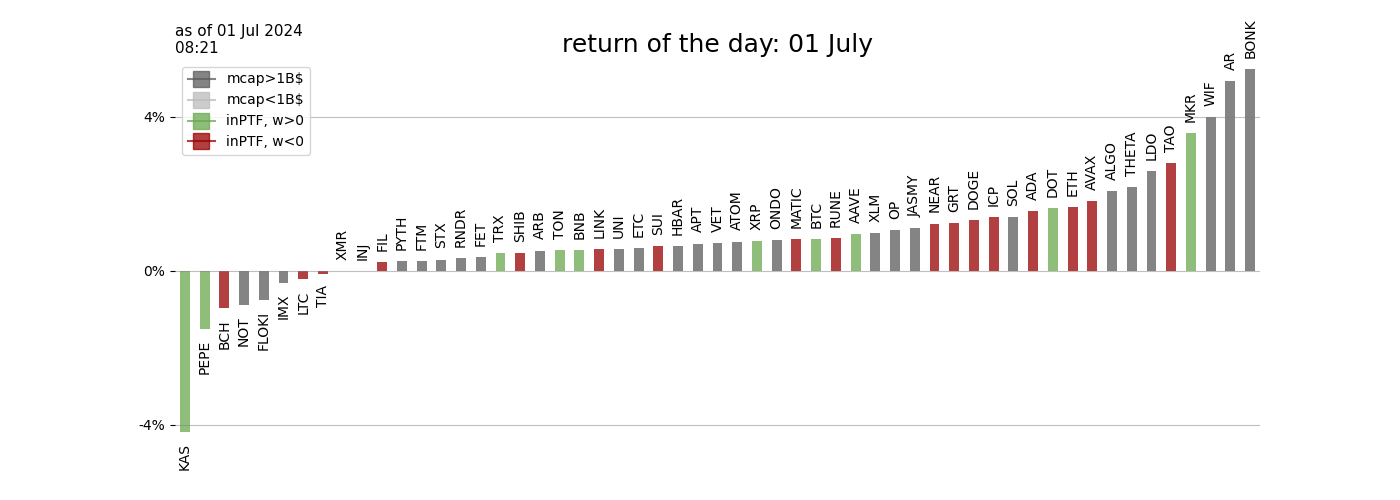 as of 01 Jul 2024
08:21
return of the day: 01 July
mcap>1B$
mcap<1B$
inPTF, w>0
inPTF, w<0
4%
0%
-4%
KAS
PEPE
BCH
NOT
FLOKI
IMX
LTC
TIA
XMR
INJ
FIL
PYTH
FTM
STX
RNDR
FET
TRX
SHIB
ARB
TON
BNB
LINK
UNI
ETC
SUI
HBAR
APT
VET
ATOM
XRP
ONDO
MATIC
BTC
RUNE
AAVE
XLM
OP
JASMY
NEAR
GRT
DOGE
ICP
SOL
ADA
DOT
ETH
AVAX
ALGO
THETA
LDO
TAO
MKR
WIF
AR
BONK